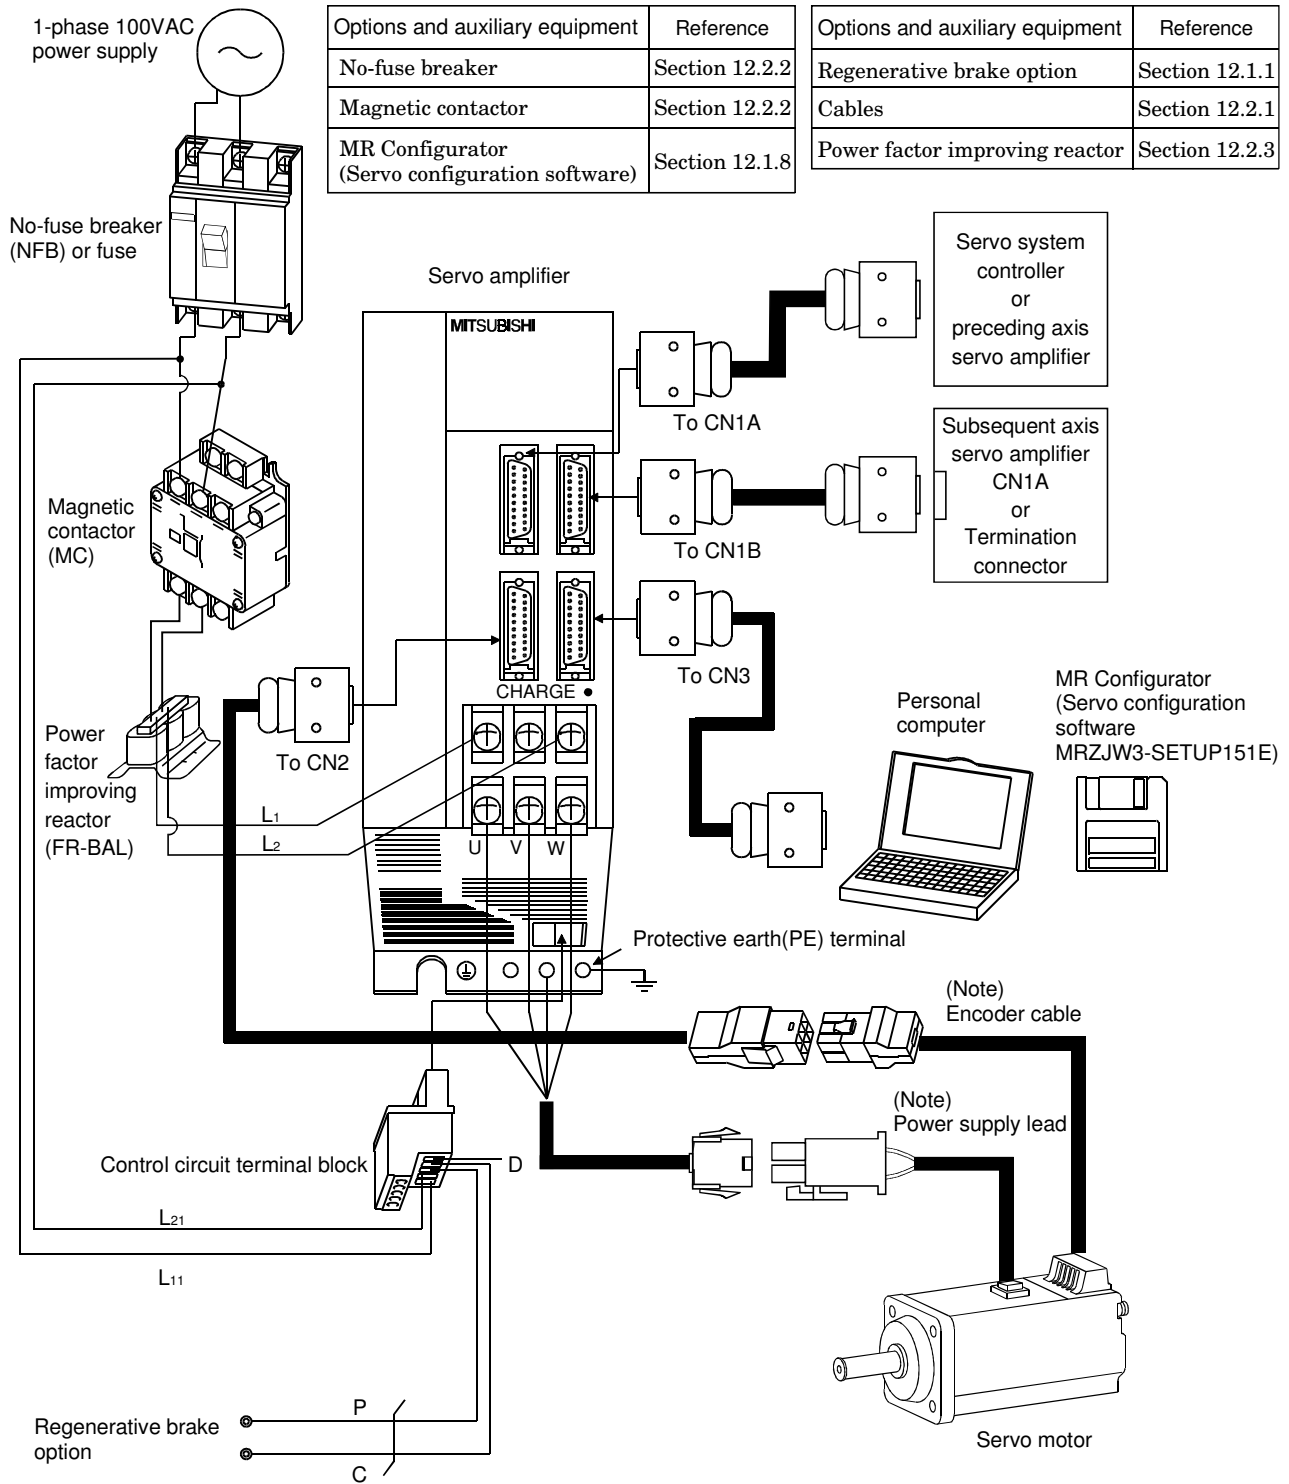 1-phase 100VAC
power supply
Options and auxiliary equipment Reference
No-fuse breaker Section 12.2.2
Magnetic contactor Section 12.2.2
MR Configurator
(Servo configuration software) Section 12.1.8
Options and auxiliary equipment Reference
Regenerative brake option Section 12.1.1
Cables Section 12.2.1
Power factor improving reactor Section 12.2.3
No-fuse breaker
(NFB) or fuse
Servo amplifier
MITSUBISHI
Servo system
controller
or
preceding axis
servo amplifier
To CN1A
Subsequent axis
servo amplifier
CN1A
or
Termination
connector
To CN1B
Magnetic
contactor
(MC)
To CN3
CHARGE
To CN2
Power
factor
improving
reactor
(FR-BAL)
L1
L2
U V W
Personal
computer
MR Configurator
(Servo configuration
software
MRZJW3-SETUP151E)
Protective earth(PE) terminal
(Note)
Encoder cable
(Note)
Power supply lead
Control circuit terminal block
D
L21
L11
P
Regenerative brake
option
C
Servo motor